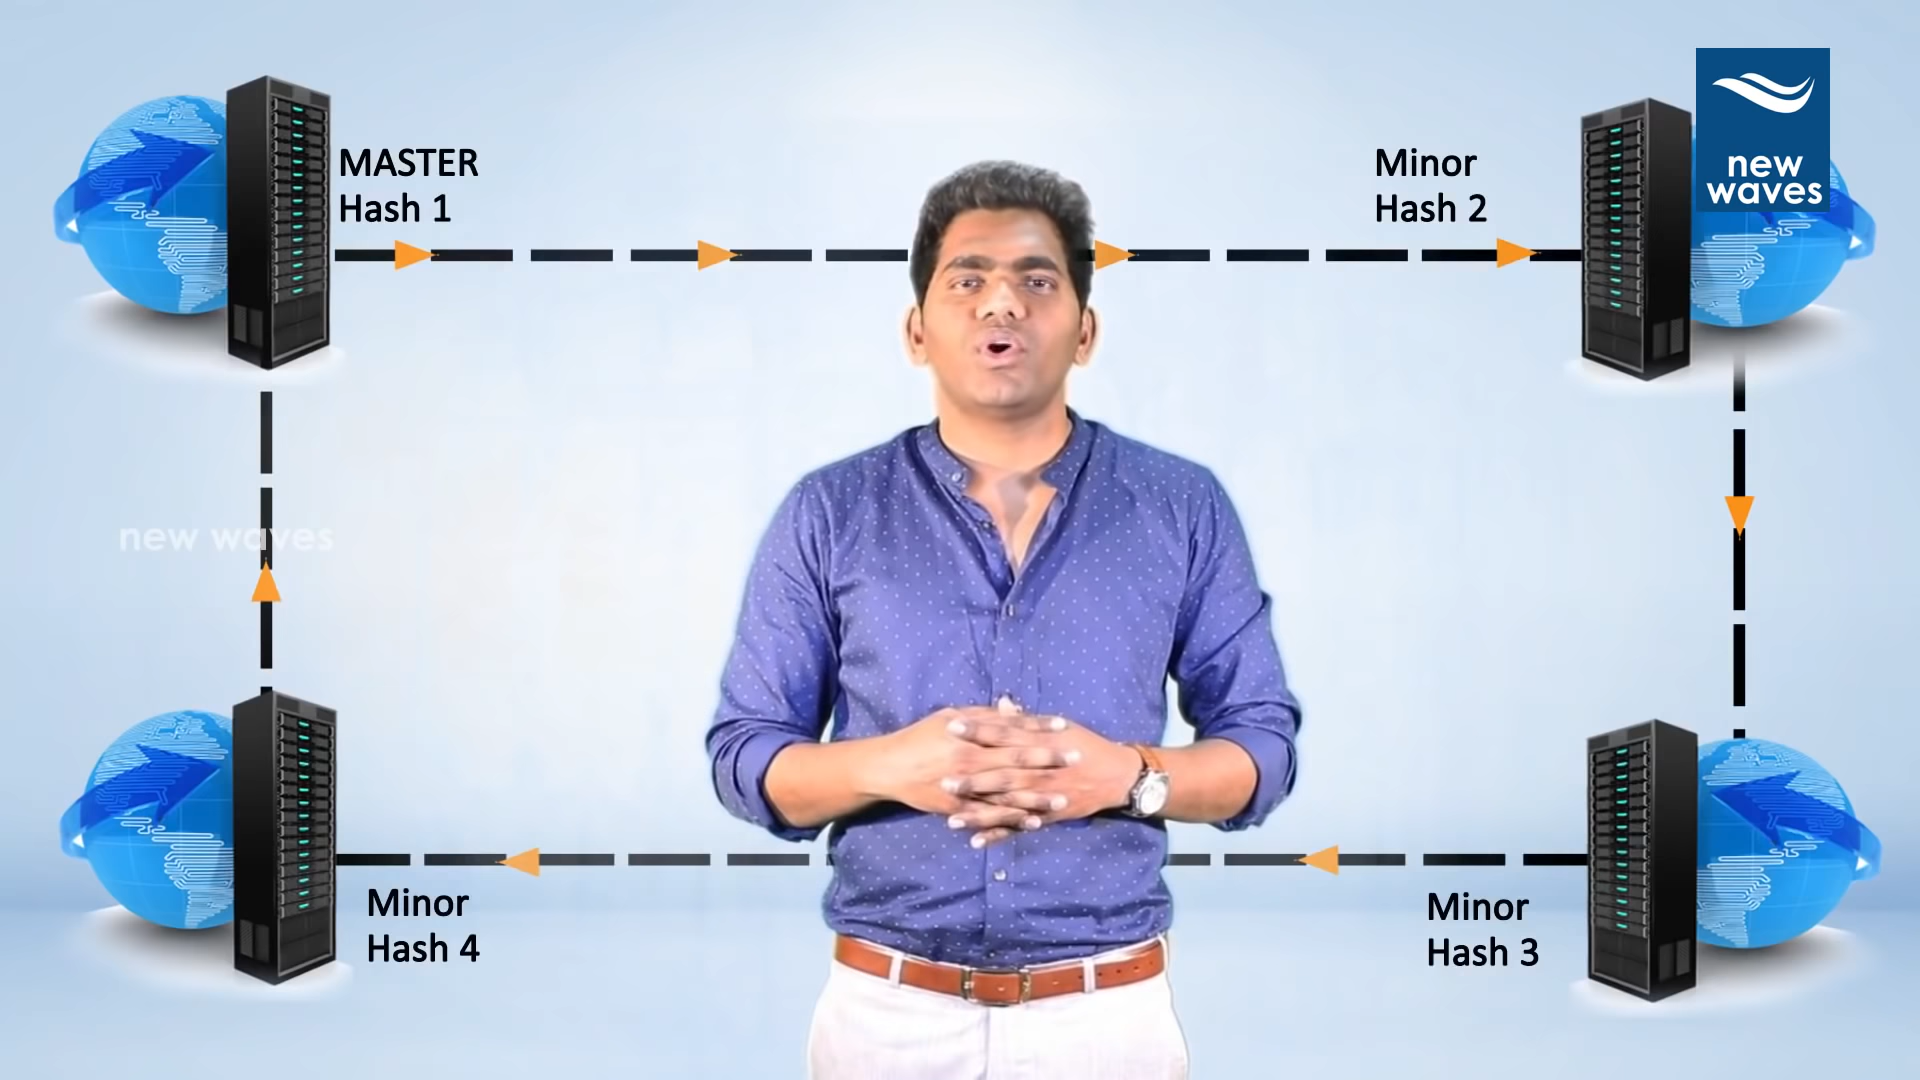 MASTER
Hash 1
Minor
Hash 2
new
waves
new waves
Minor
Hash 4
Minor
Hash 3